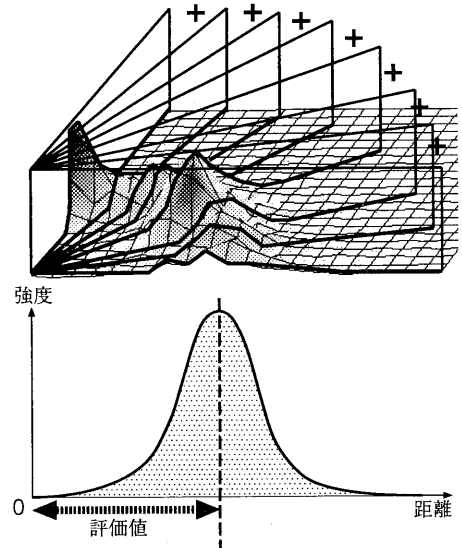 + + + + + + +
強度
0
距離
評価値